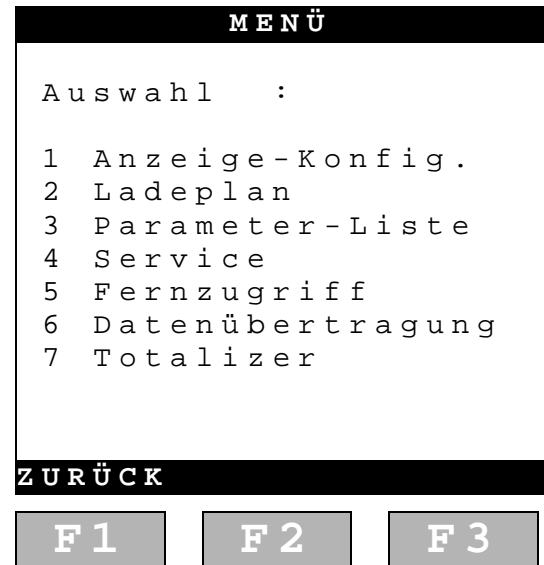 MENÜ
Auswahl :
1 Anzeige-Konfig.
2 Ladeplan
3 Parameter-Liste
4 Service
5 Fernzugriff
6 Datenübertragung
7 Totalizer
ZURÜCK
F1 F2 F3